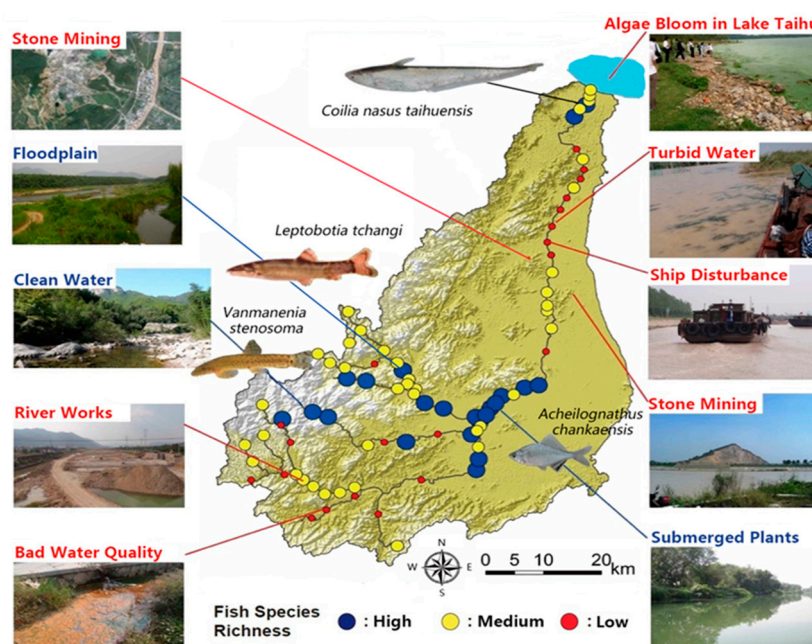 Stone Mining
Algae Bloom in Lake Taihu
Coilia nasus taihuensis
Floodplain
Turbid Water
Leptobotia tchangi
Clean Water
Ship Disturbance
Vanmanenia
stenosoma
River Works
Acheilognathus
chankaensis
Stone Mining
Bad Water Quality
Submerged Plants
N
W
E
S
0 10 20
km
Fish Species
Richness
: High : Medium : Low